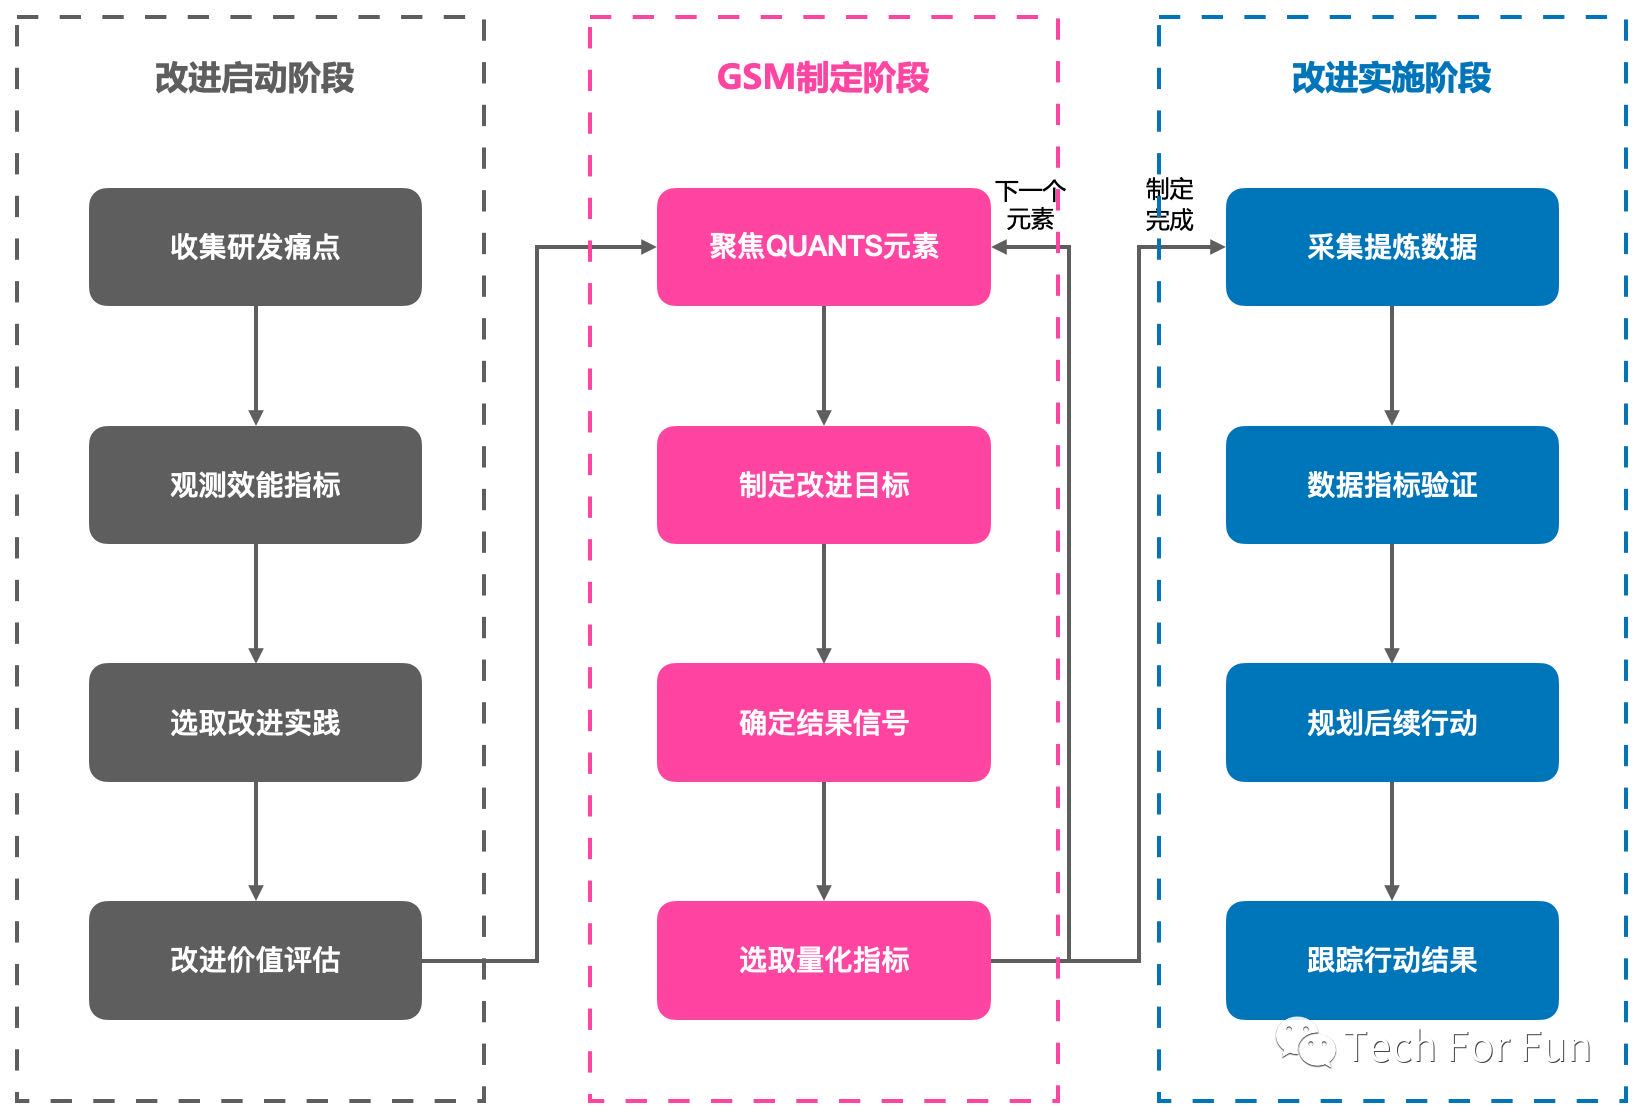 改进启动阶段
收集研发痛点
观测效能指标
选取改进实践
改进价值评估
GSM制定阶段
聚焦QUANTS元素
制定改进目标
确定结果信号
选取量化指标
下一个
元素
制定
完成
改进实施阶段
采集提炼数据
数据指标验证
规划后续行动
跟踪行动结果
Tech For Fun